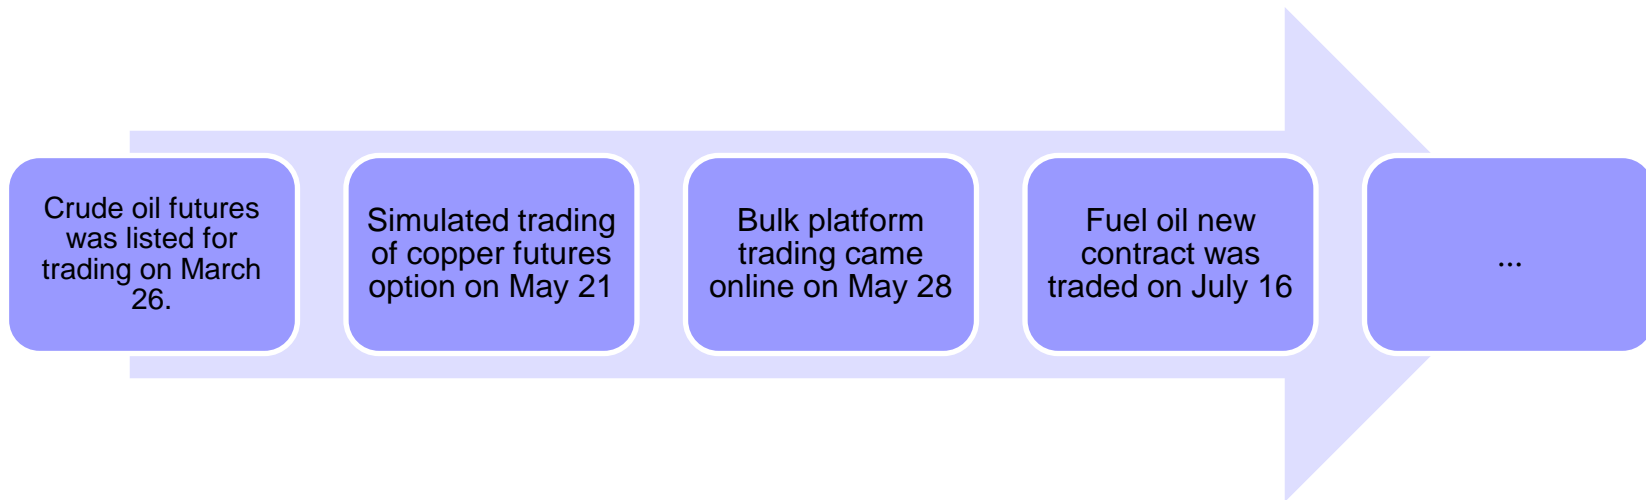 Crude oil futures
was listed for
trading on March
26.
Simulated trading
of copper futures
option on May 21
Bulk platform
trading came
online on May 28
Fuel oil new
contract was
traded on July 16
...